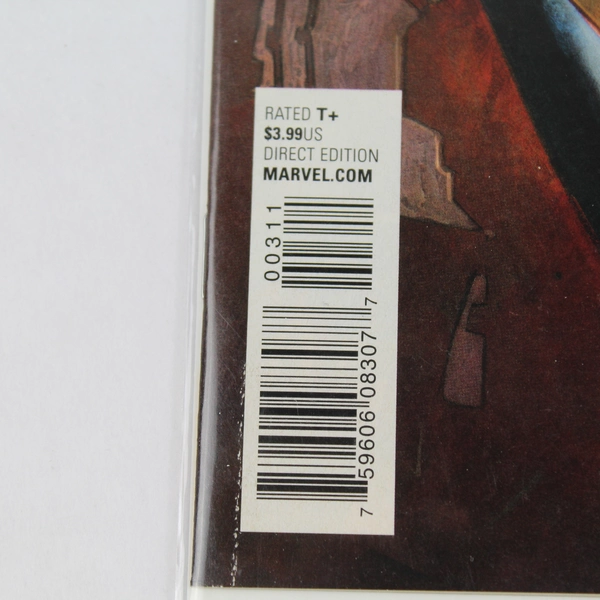 RATED T+
$3.99US
DIRECT EDITION
MARVEL.COM
00311
7 59606 08307 7